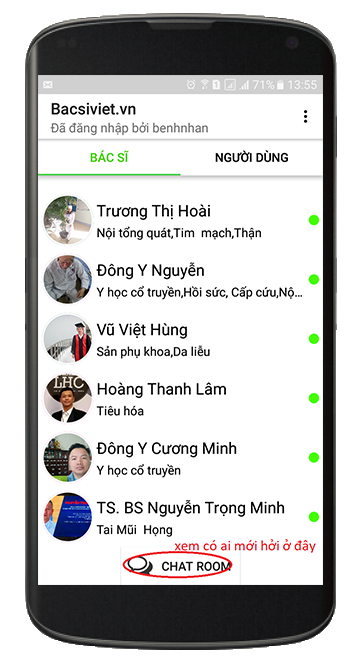 71% 13:55
Bacsiviet.vn
Đã đăng nhập bởi benhnhan
BÁC SĨ NGƯỜI DÙNG
Trương Thị Hoài
Nội tổng quát,Tim mạch,Thận
Đông Y Nguyễn
Y học cổ truyền,Hồi sức, Cấp cứu,Nộ...
Vũ Việt Hùng
Sản phụ khoa,Da liễu
LHC
Hoàng Thanh Lâm
Tiêu hóa
Đông Y Cương Minh
Y học cổ truyền
TS. BS Nguyễn Trọng Minh
Tai Mũi Họng
xem có ai mới hỏi ở đây
CHAT ROOM